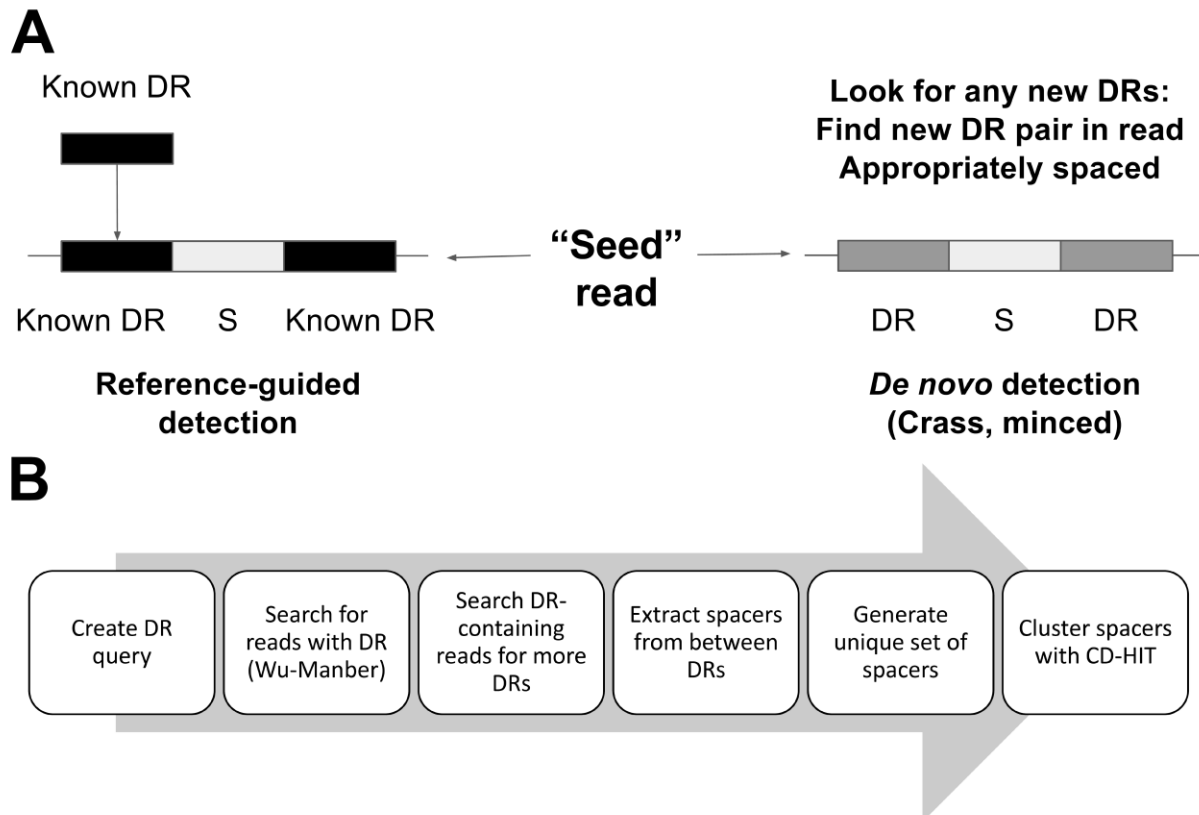 A
Known DR
Known DR
S
Known DR
Reference-guided
detection
“Seed”
read
Look for any new DRs:
Find new DR pair in read
Appropriately spaced
DR
S
DR
De novo detection
(Crass, minced)
B
Create DR
query
Search for
reads with DR
(Wu-Manber)
Search DR-
containing
reads for more
DRs
Extract spacers
from between
DRs
Generate
unique set of
spacers
Cluster spacers
with CD-HIT